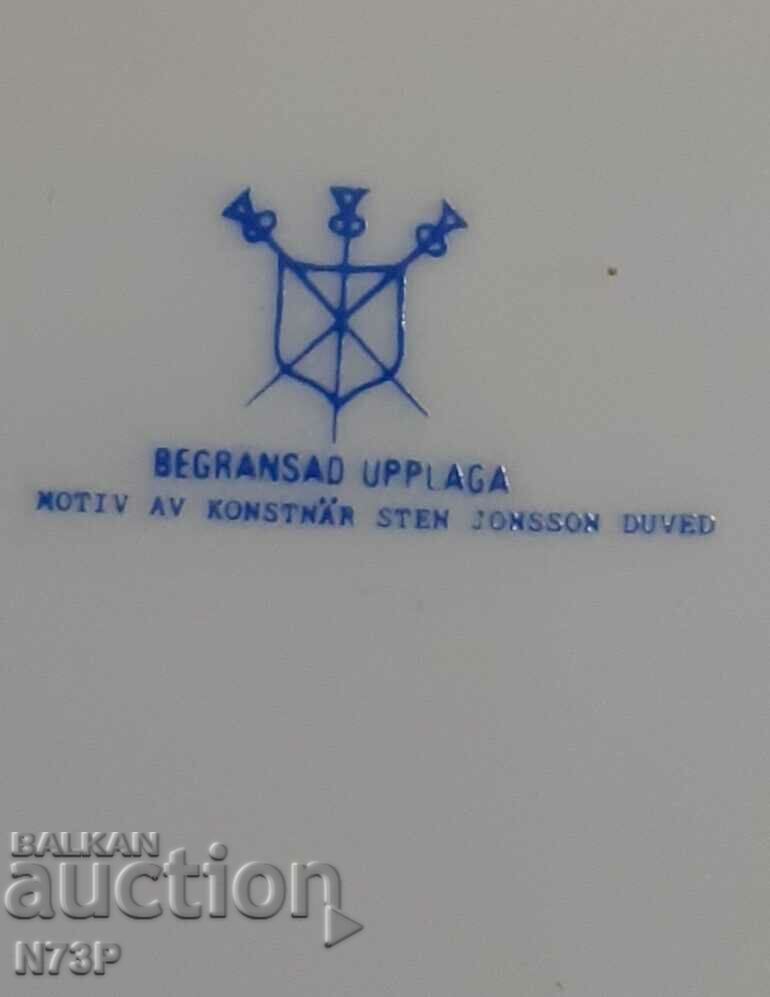 BEGRANSAD UPPLAGA
MOTIV AV KONSTNÄR STEN JONSSON DUVED
BALKAN
auction
N73P